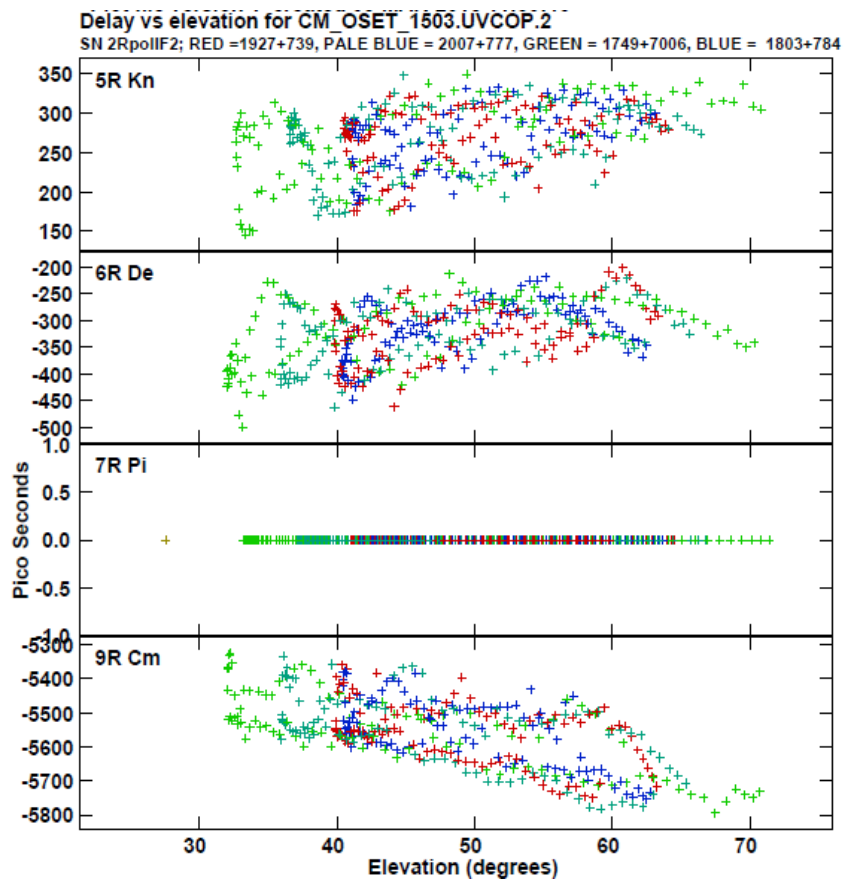 Delay vs elevation for CM_OSET_1503.UVCOP.2
SN 2RpolIF2; RED =1927+739, PALE BLUE = 2007+777, GREEN = 1749+7006, BLUE = 1803+784
350
5R Kn
300
250
200
150
-200
6R De
-250
-300
-350
-400
-450
-500
1.0
7R Pi
0.5
0.0
-0.5
-1.0
Pico Seconds
-5300
9R Cm
-5400
-5500
-5600
-5700
-5800
30 40 50 60 70
Elevation (degrees)